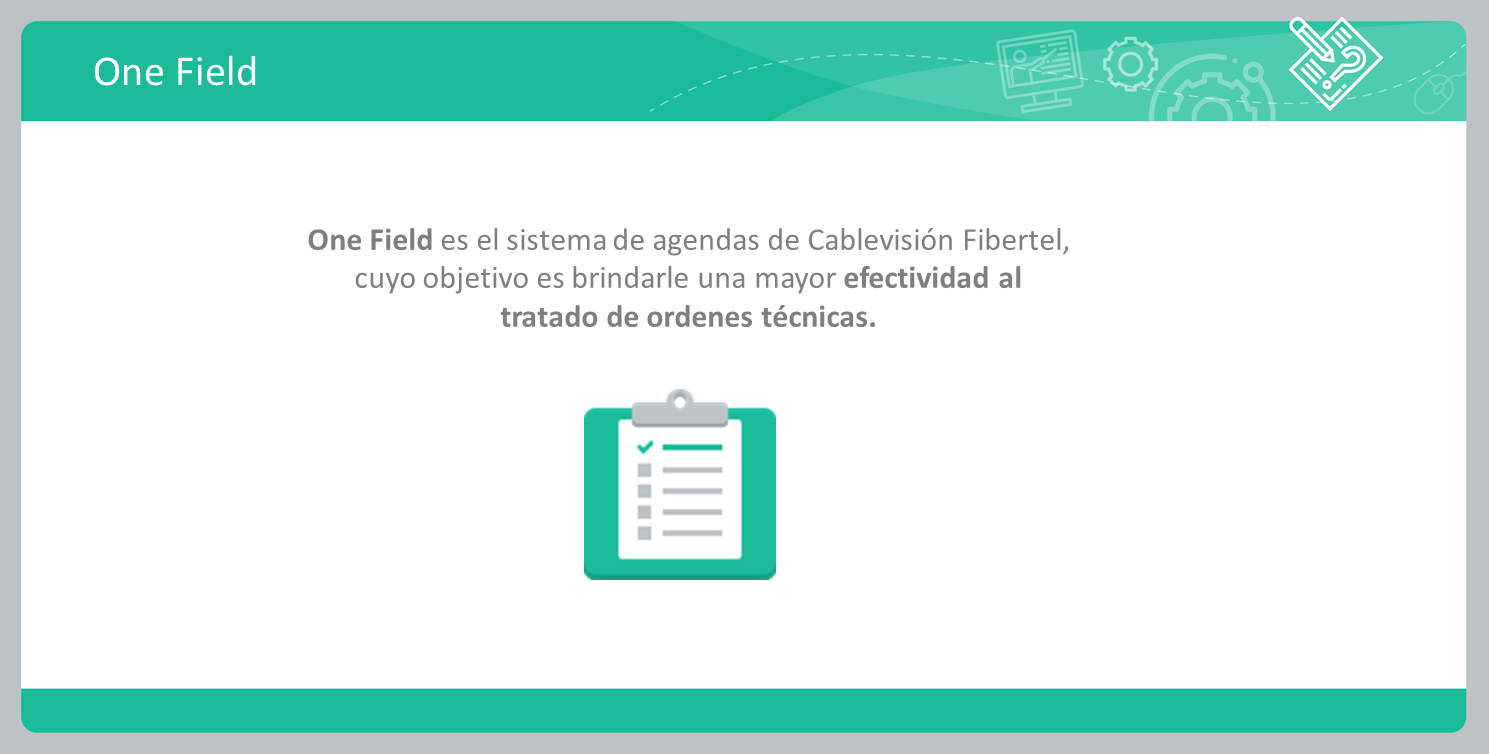 One Field
One Field es el sistema de agendas de Cablevisión Fibertel,
cuyo objetivo es brindarle una mayor efectividad al
tratado de ordenes técnicas.